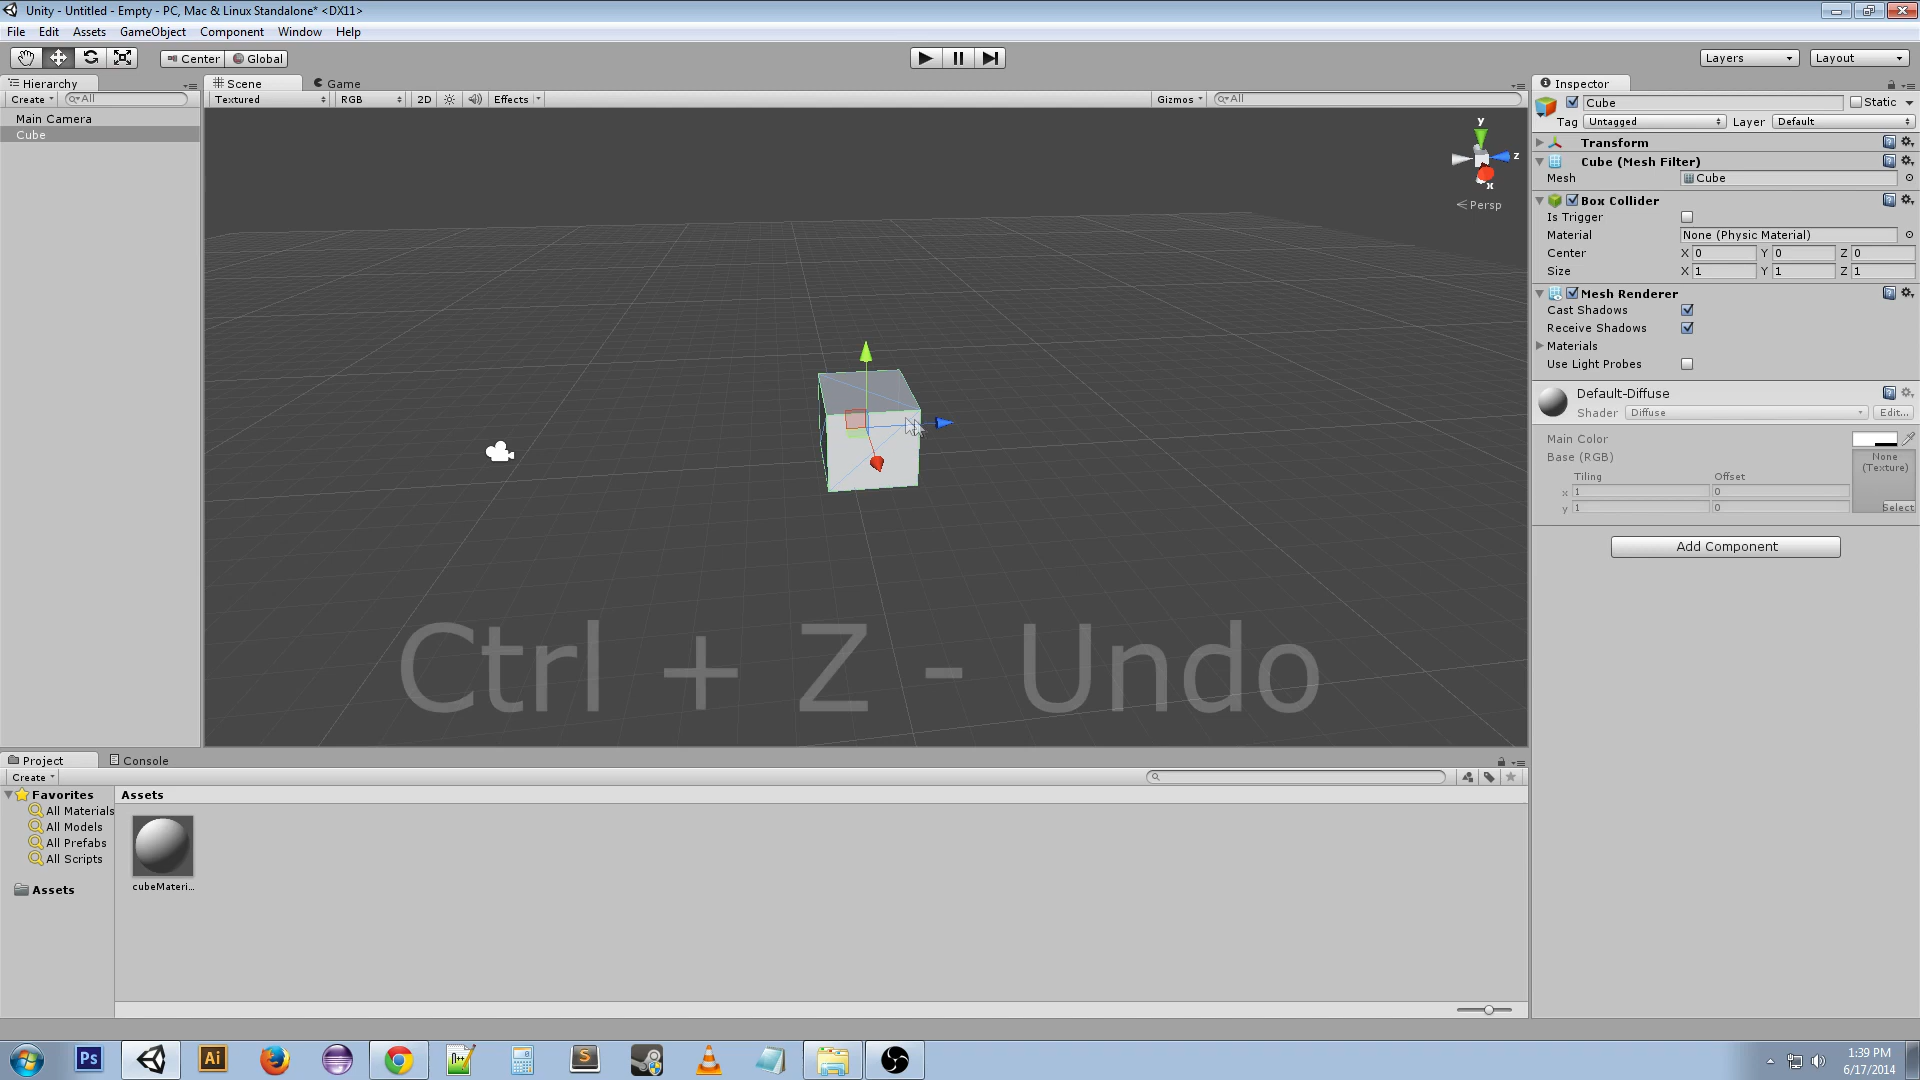 Unity - Untitled - Empty - PC, Mac & Linux Standalone* <DX11>
File Edit Assets GameObject Component Window Help
Center Global Layers Layout
Hierarchy
Create All
Main Camera
Cube
Scene Game
Textured RGB 2D Effects Gizmos All
y
z
x
Persp
Ctrl + Z - Undo
Inspector
Cube Static
Tag Untagged Layer Default
Transform
Cube (Mesh Filter)
Mesh Cube
Box Collider
Is Trigger
Material None (Physic Material)
Center X 0 Y 0 Z 0
Size X 1 Y 1 Z 1
Mesh Renderer
Cast Shadows
Receive Shadows
Materials
Use Light Probes
Default-Diffuse
Shader Diffuse Edit...
Main Color
Base (RGB)
None
(Texture)
Tiling Offset
x 1 0
y 1 0
Select
Add Component
Project Console
Create
Favorites
All Materials
All Models
All Prefabs
All Scripts
Assets
Assets
cubeMateri...
Ps
Ai
n++
S
1:39 PM
6/17/2014